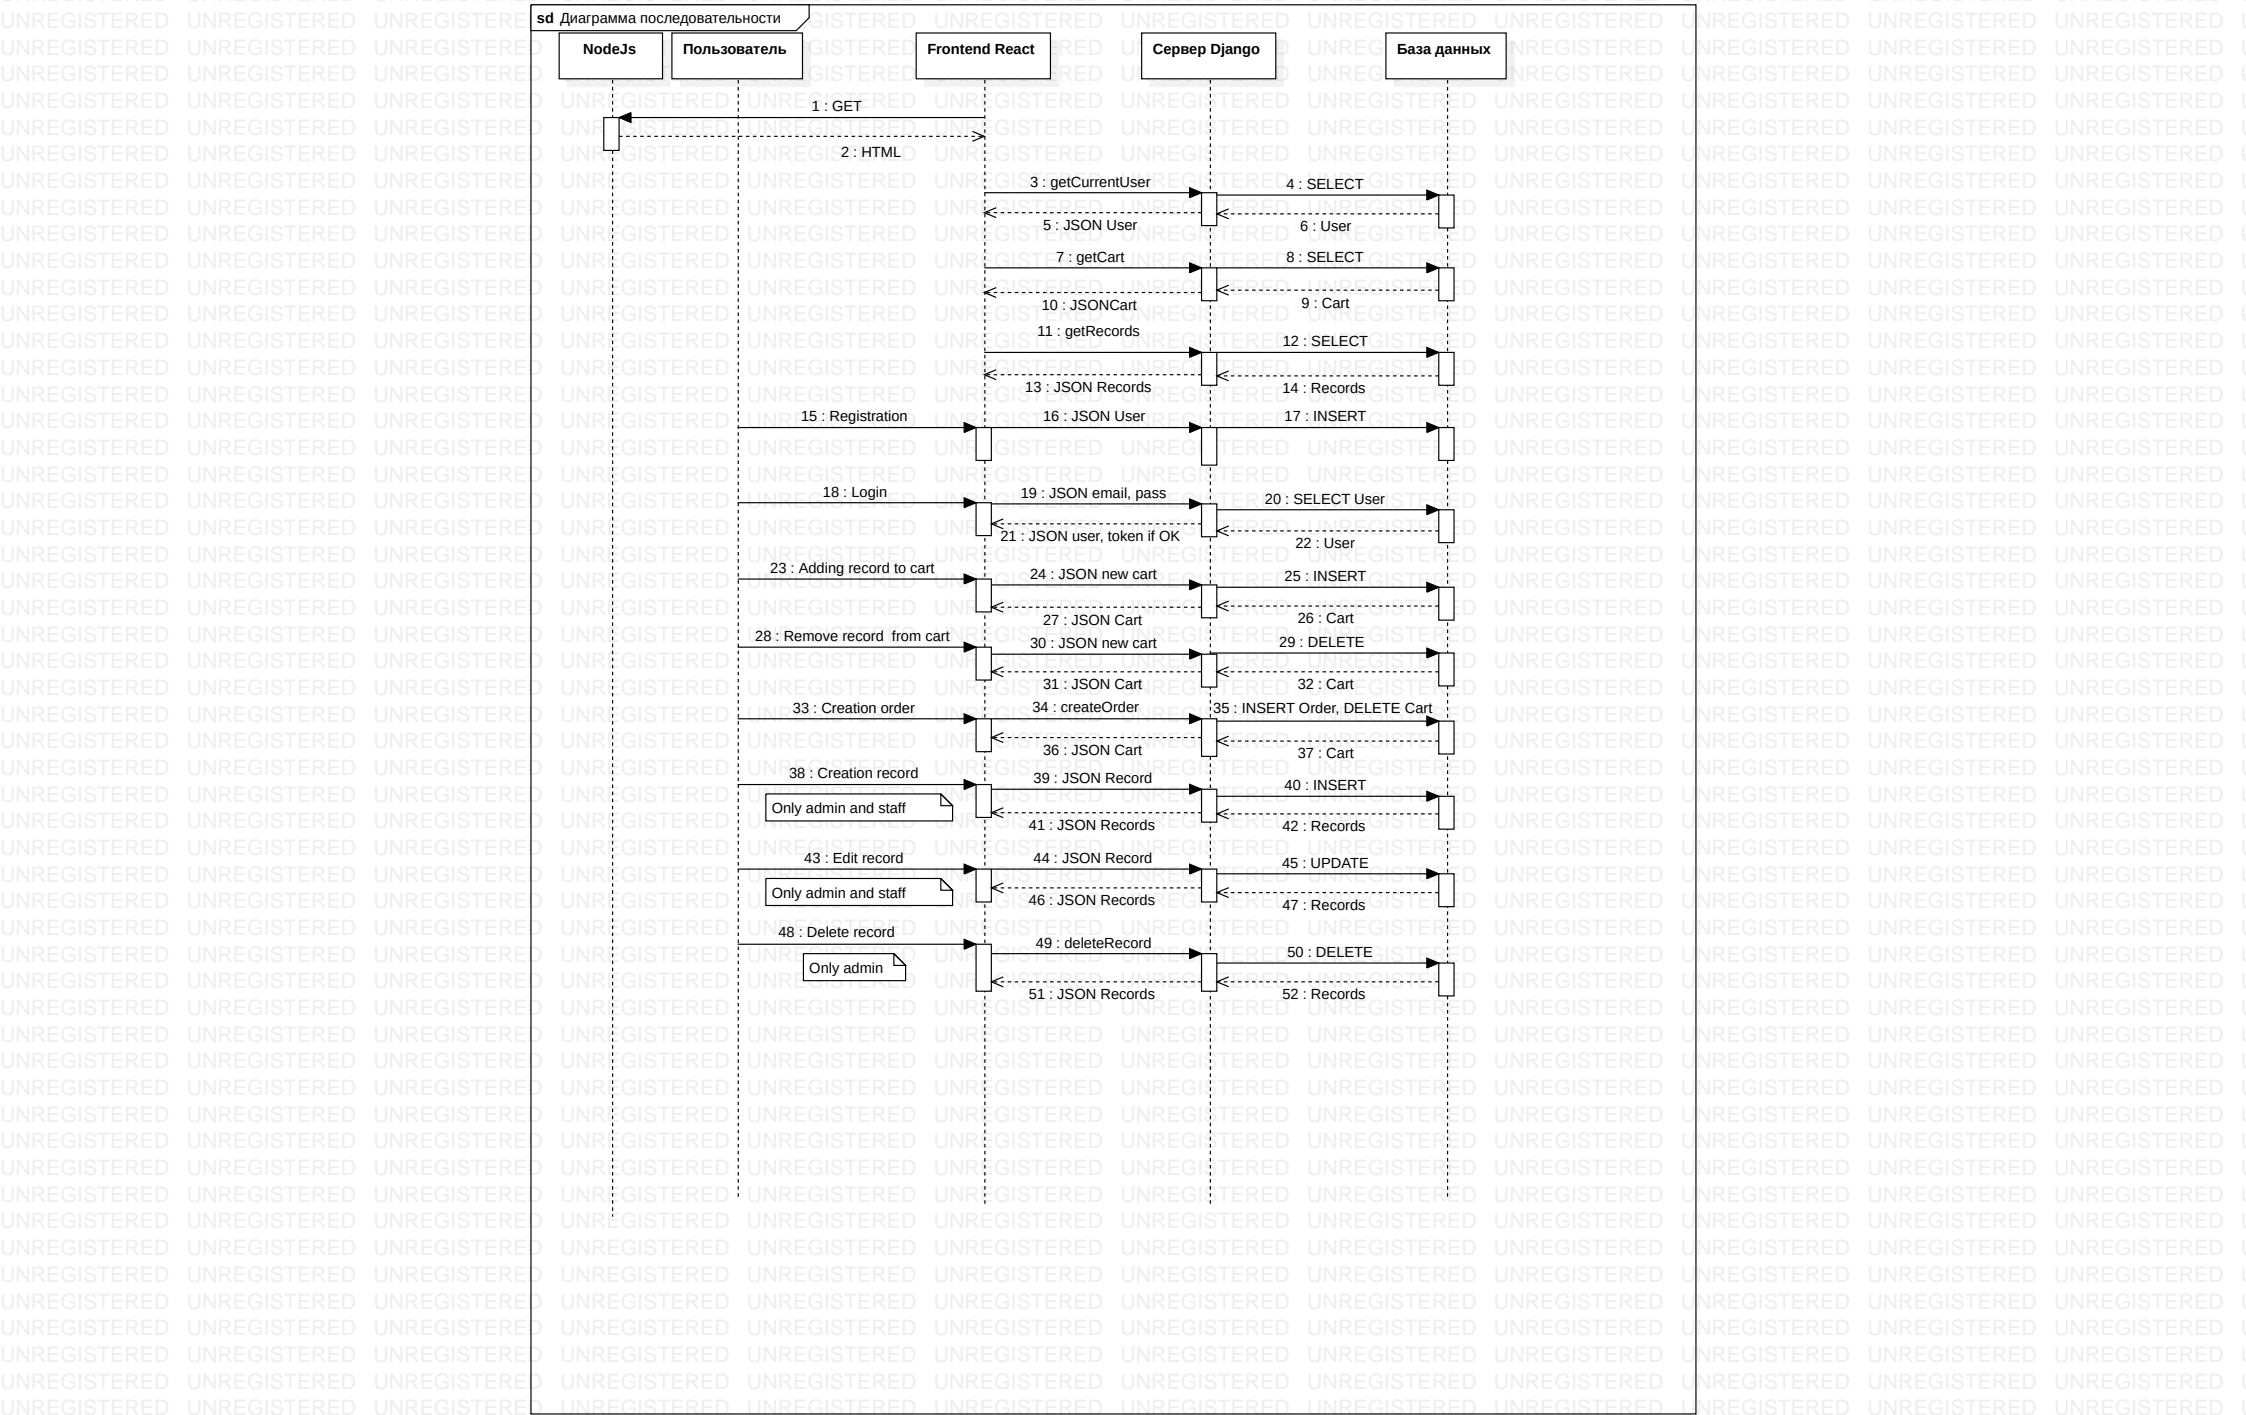 sd Диаграмма последовательности
NodeJs
Пользователь
Frontend React
Сервер Django
База данных
1 : GET
2 : HTML
3 : getCurrentUser
4 : SELECT
5 : JSON User
6 : User
7 : getCart
8 : SELECT
10 : JSONCart
9 : Cart
11 : getRecords
12 : SELECT
13 : JSON Records
14 : Records
15 : Registration
16 : JSON User
17 : INSERT
18 : Login
19 : JSON email, pass
20 : SELECT User
21 : JSON user, token if OK
22 : User
23 : Adding record to cart
24 : JSON new cart
25 : INSERT
27 : JSON Cart
26 : Cart
28 : Remove record  from cart
30 : JSON new cart
29 : DELETE
31 : JSON Cart
32 : Cart
33 : Creation order
34 : createOrder
35 : INSERT Order, DELETE Cart
36 : JSON Cart
37 : Cart
38 : Creation record
39 : JSON Record
40 : INSERT
Only admin and staff
41 : JSON Records
42 : Records
43 : Edit record
44 : JSON Record
45 : UPDATE
Only admin and staff
46 : JSON Records
47 : Records
48 : Delete record
49 : deleteRecord
50 : DELETE
Only admin
51 : JSON Records
52 : Records
UNREGISTERED